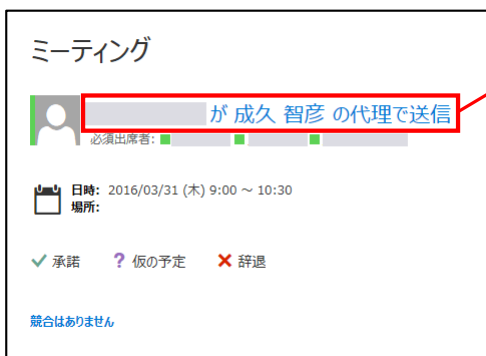 ミーティング
が 成久 智彦 の代理で送信
必須出席者:
日時: 2016/03/31 (木) 9:00 ～ 10:30
場所:
承諾 ? 仮の予定 辞退
競合はありません